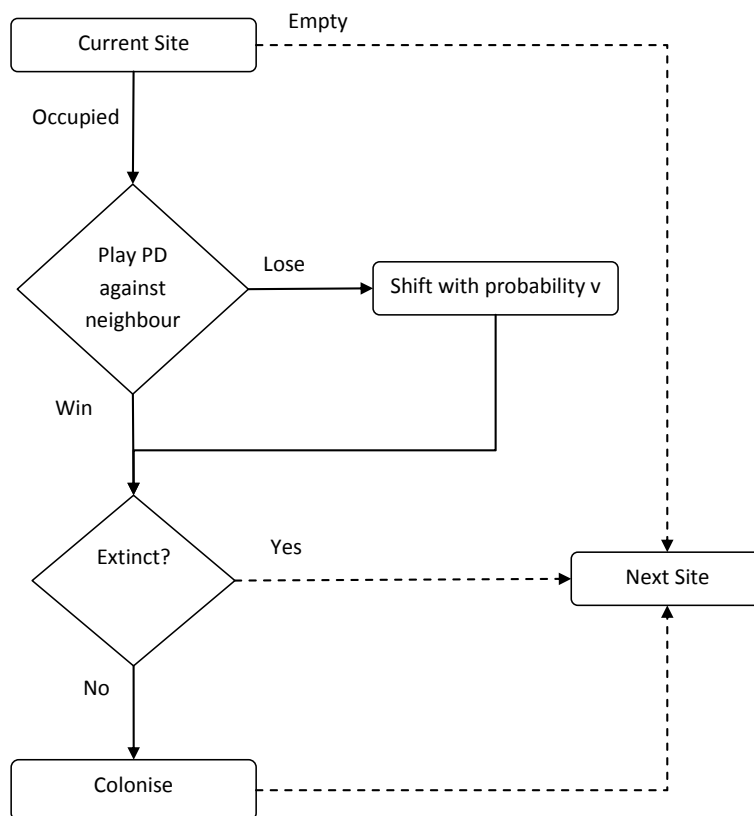 Empty
Current Site
Occupied
Play PD
against
neighbour
Lose
Shift with probability v
Win
Extinct?
Yes
Next Site
No
Colonise